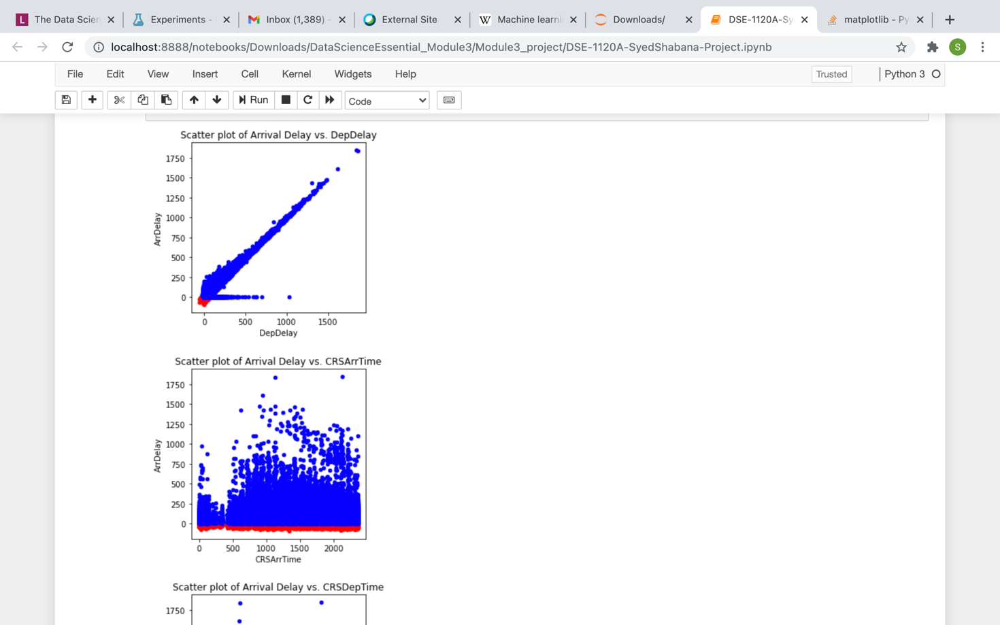 L The Data Scien
Experiments -
Inbox (1,389) -
External Site
W Machine learni
Downloads/
DSE-1120A-Sy
matplotlib - Py
localhost:8888/notebooks/Downloads/DataScienceEssential_Module3/Module3_project/DSE-1120A-SyedShabana-Project.ipynb
S
File Edit View Insert Cell Kernel Widgets Help
Trusted
Python 3
Run
Code
Scatter plot of Arrival Delay vs. DepDelay
1750
1500
1250
1000
750
500
250
0
ArrDelay
0 500 1000 1500
DepDelay
Scatter plot of Arrival Delay vs. CRSArrTime
1750
1500
1250
1000
750
500
250
0
ArrDelay
0 500 1000 1500 2000
CRSArrTime
Scatter plot of Arrival Delay vs. CRSDepTime
1750